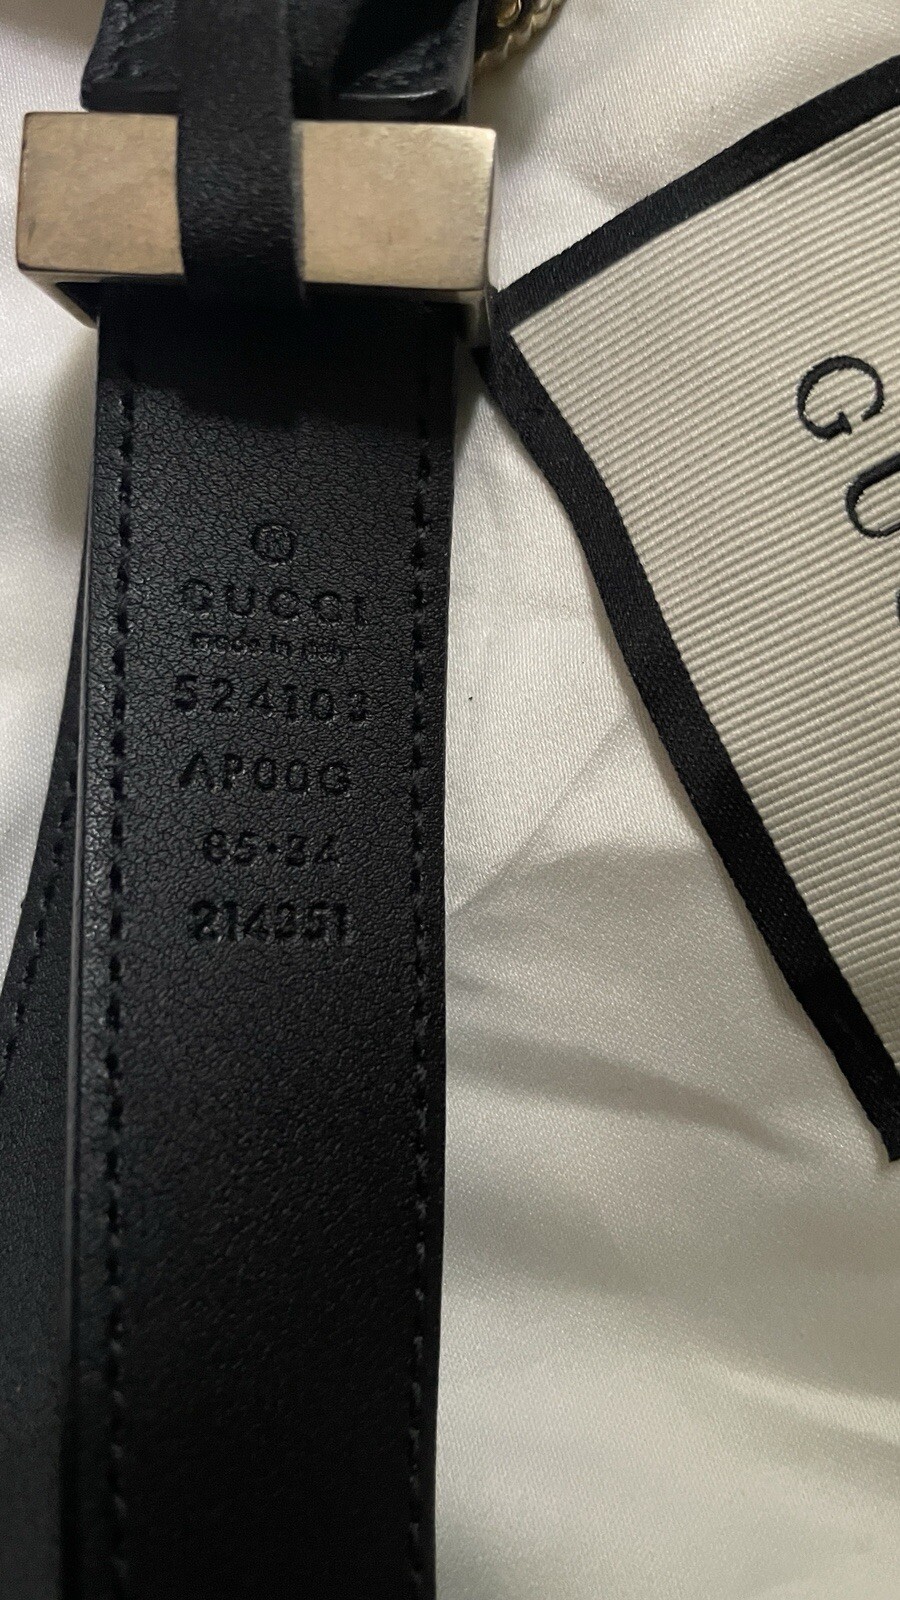 ®
GUCCI
made in italy
524103
AP00G
85·34
214351
GU